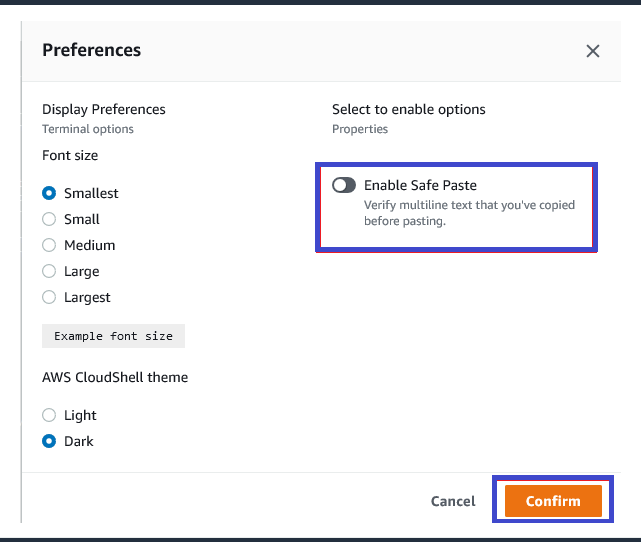 Preferences
Display Preferences
Terminal options
Font size
Smallest
Small
Medium
Large
Largest
Example font size
AWS CloudShell theme
Light
Dark
Select to enable options
Properties
Enable Safe Paste
Verify multiline text that you've copied
before pasting.
Cancel
Confirm